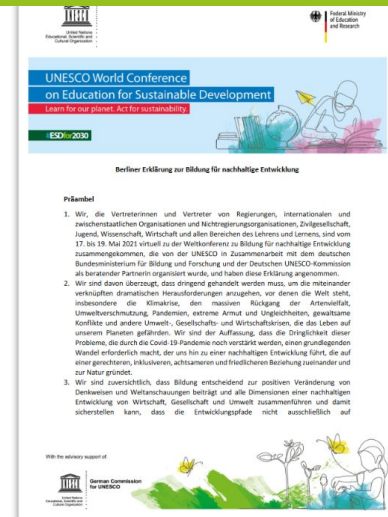 United Nations
Educational, Scientific and
Cultural Organization
Federal Ministry
of Education
and Research
UNESCO World Conference
on Education for Sustainable Development
Learn for our planet. Act for sustainability.
#ESDfor2030
Berliner Erklärung zur Bildung für nachhaltige Entwicklung
Präambel
1. Wir, die Vertreterinnen und Vertreter von Regierungen, internationalen und
zwischenstaatlichen Organisationen und Nichtregierungsorganisationen, Zivilgesellschaft,
Jugend, Wissenschaft, Wirtschaft und allen Bereichen des Lehrens und Lernens, sind vom
17. bis 19. Mai 2021 virtuell zu der Weltkonferenz zu Bildung für nachhaltige Entwicklung
zusammengekommen, die von der UNESCO in Zusammenarbeit mit dem deutschen
Bundesministerium für Bildung und Forschung und der Deutschen UNESCO-Kommission
als beratender Partnerin organisiert wurde, und haben diese Erklärung angenommen.
2. Wir sind davon überzeugt, dass dringend gehandelt werden muss, um die miteinander
verknüpften dramatischen Herausforderungen anzugehen, vor denen die Welt steht,
insbesondere die Klimakrise, den massiven Rückgang der Artenvielfalt,
Umweltverschmutzung, Pandemien, extreme Armut und Ungleichheiten, gewaltsame
Konflikte und andere Umwelt-, Gesellschafts- und Wirtschaftskrisen, die das Leben auf
unserem Planeten gefährden. Wir sind der Auffassung, dass die Dringlichkeit dieser
Probleme, die durch die Covid-19-Pandemie noch verstärkt werden, einen grundlegenden
Wandel erforderlich macht, der uns hin zu einer nachhaltigen Entwicklung führt, die auf
einer gerechteren, inklusiveren, achtsameren und friedlicheren Beziehung zueinander und
zur Natur gründet.
3. Wir sind zuversichtlich, dass Bildung entscheidend zur positiven Veränderung von
Denkweisen und Weltanschauungen beiträgt und alle Dimensionen einer nachhaltigen
Entwicklung von Wirtschaft, Gesellschaft und Umwelt zusammenführen und damit
sicherstellen kann, dass die Entwicklungspfade nicht ausschließlich auf
With the advisory support of
United Nations
Educational, Scientific and
Cultural Organization
German Commission
for UNESCO